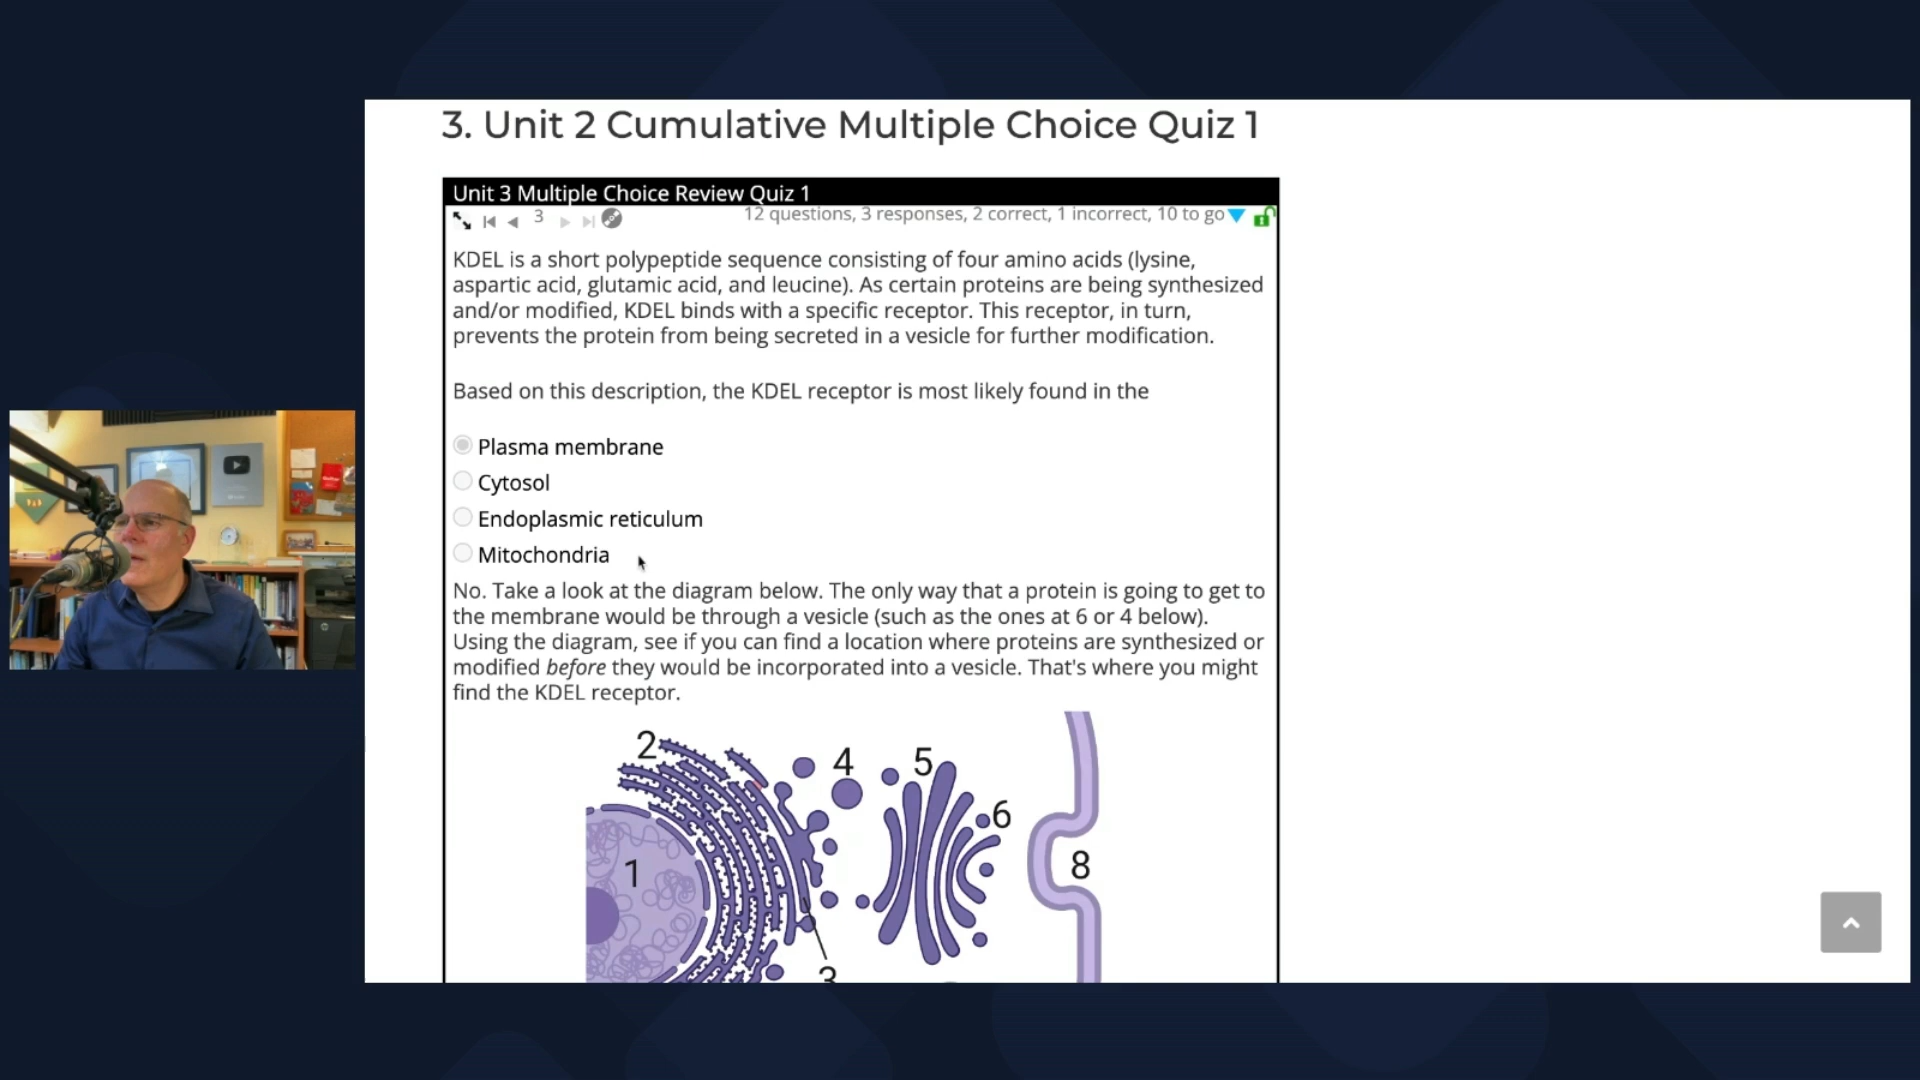 3. Unit 2 Cumulative Multiple Choice Quiz 1
Unit 3 Multiple Choice Review Quiz 1
3
12 questions, 3 responses, 2 correct, 1 incorrect, 10 to go
KDEL is a short polypeptide sequence consisting of four amino acids (lysine,
aspartic acid, glutamic acid, and leucine). As certain proteins are being synthesized
and/or modified, KDEL binds with a specific receptor. This receptor, in turn,
prevents the protein from being secreted in a vesicle for further modification.
Based on this description, the KDEL receptor is most likely found in the
Plasma membrane
Cytosol
Endoplasmic reticulum
Mitochondria
No. Take a look at the diagram below. The only way that a protein is going to get to
the membrane would be through a vesicle (such as the ones at 6 or 4 below).
Using the diagram, see if you can find a location where proteins are synthesized or
modified before they would be incorporated into a vesicle. That's where you might
find the KDEL receptor.
2
4
5
6
1
8
3